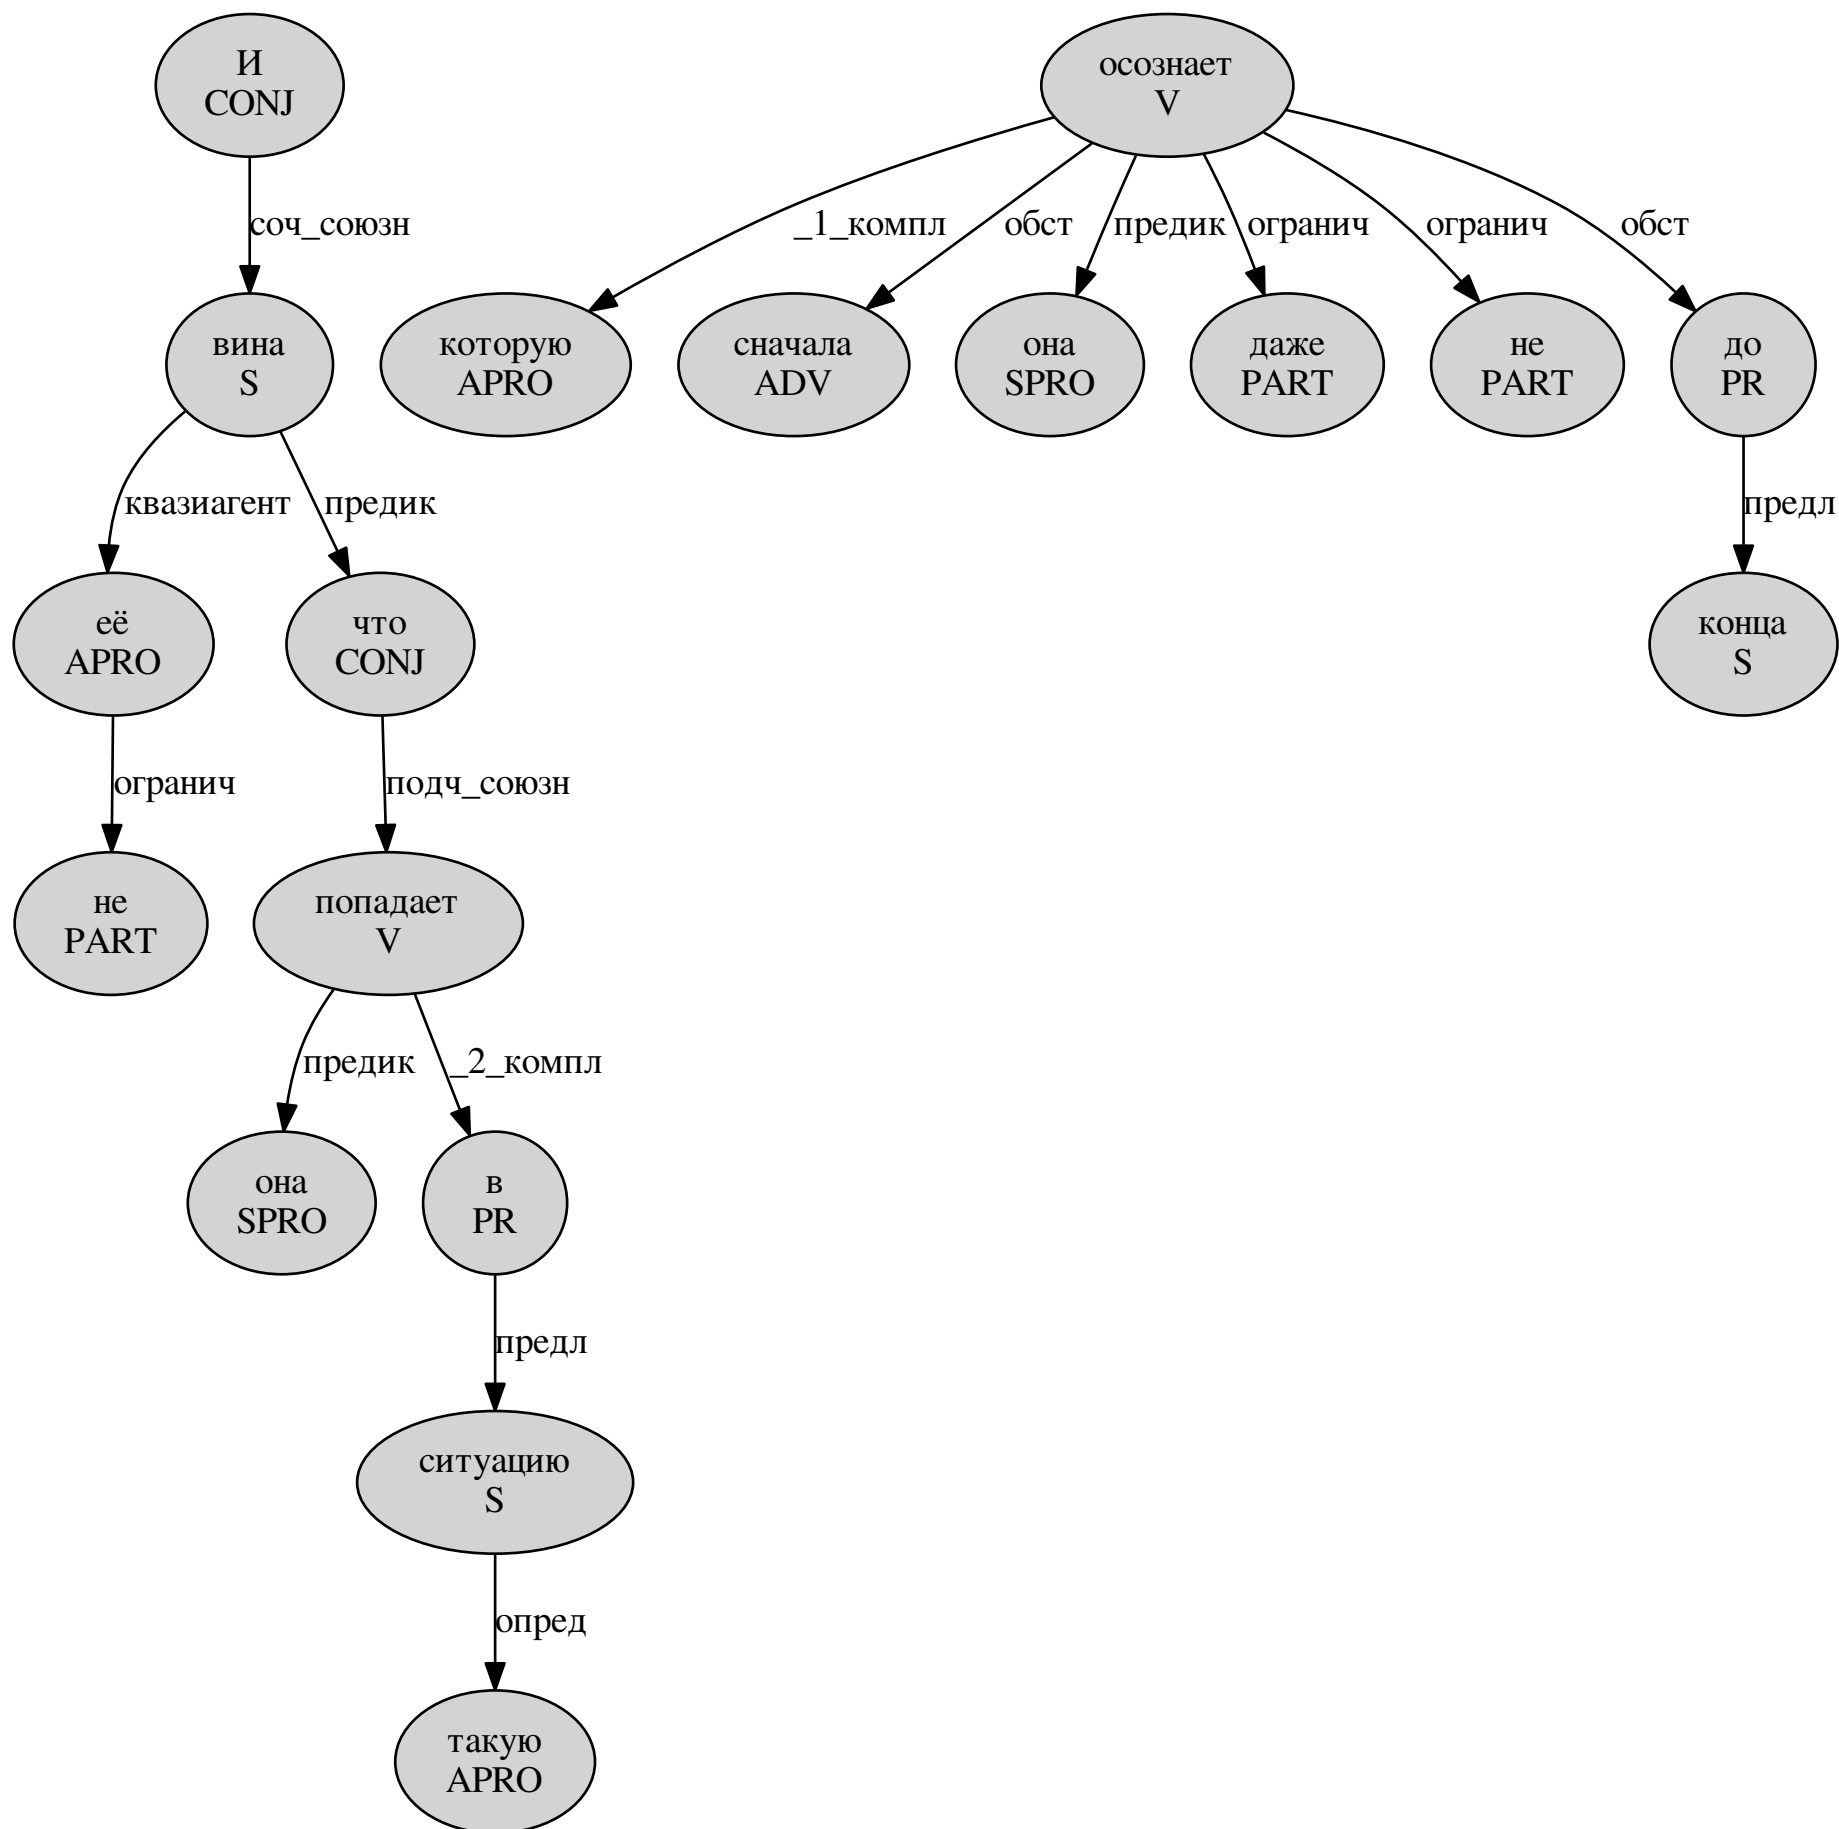 И
CONJ
осознает
V
соч_союзн
_1_компл
обст
предик
огранич
огранич
обст
вина
S
которую
APRO
сначала
ADV
она
SPRO
даже
PART
не
PART
до
PR
квазиагент
предик
предл
её
APRO
что
CONJ
конца
S
огранич
подч_союзн
не
PART
попадает
V
предик
_2_компл
она
SPRO
в
PR
предл
ситуацию
S
опред
такую
APRO